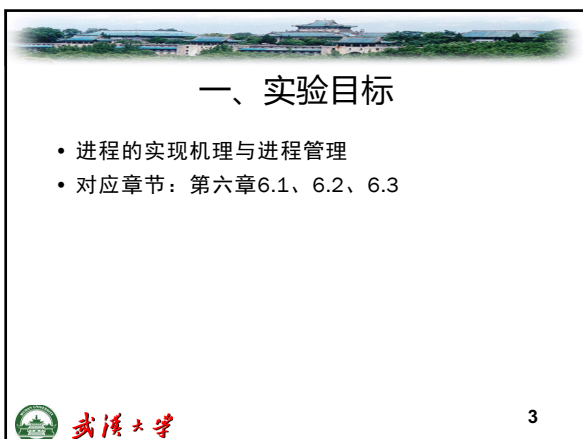 一、实验目标
• 进程的实现机理与进程管理
• 对应章节：第六章6.1、6.2、6.3
武汉大学
3